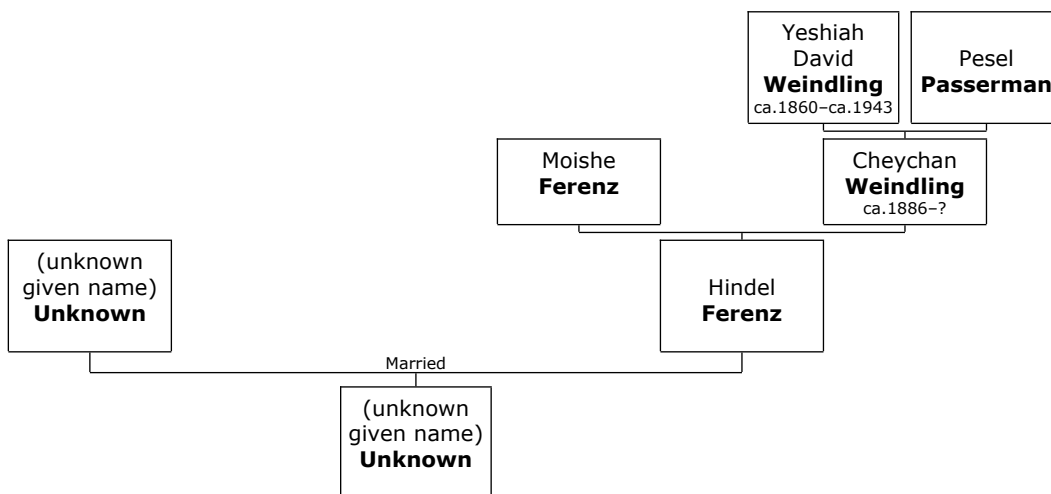 Yeshiah
David
Weindling
ca.1860–ca.1943
Pesel
Passerman
Moishe
Ferenz
Cheychan
Weindling
ca.1886–?
(unknown
given name)
Unknown
Hindel
Ferenz
Married
(unknown
given name)
Unknown